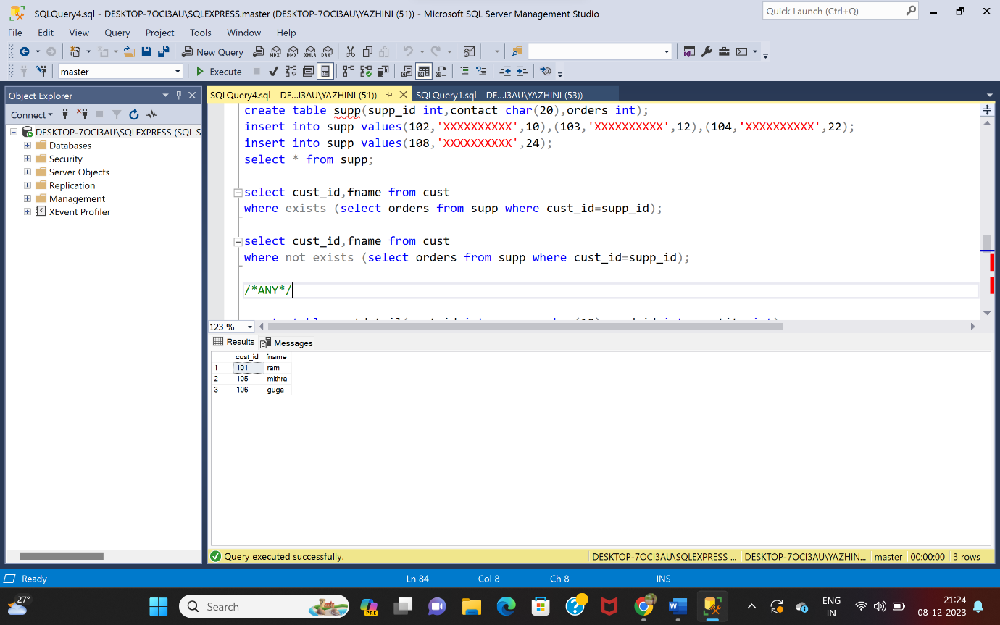 SQLQuery4.sql - DESKTOP-7OCI3AU\SQLEXPRESS.master (DESKTOP-7OCI3AU\YAZHINI (51)) - Microsoft SQL Server Management Studio
Quick Launch (Ctrl+Q)
File Edit View Query Project Tools Window Help
New Query MDX DMX XMLA DAX
master Execute
Object Explorer
SQLQuery4.sql - DE...I3AU\YAZHINI (51)) SQLQuery1.sql - DE...I3AU\YAZHINI (53))
Connect
DESKTOP-7OCI3AU\SQLEXPRESS (SQL S
Databases
Security
Server Objects
Replication
Management
XEvent Profiler
create table supp(supp_id int,contact char(20),orders int);
insert into supp values(102,'XXXXXXXXXX',10),(103,'XXXXXXXXXX',12),(104,'XXXXXXXXXX',22);
insert into supp values(108,'XXXXXXXXXX',24);
select * from supp;
select cust_id,fname from cust
where exists (select orders from supp where cust_id=supp_id);
select cust_id,fname from cust
where not exists (select orders from supp where cust_id=supp_id);
/*ANY*/
123 %
Results Messages
cust_id fname
1 101 ram
2 105 mithra
3 106 guga
Query executed successfully. DESKTOP-7OCI3AU\SQLEXPRESS ... DESKTOP-7OCI3AU\YAZHIN... master 00:00:00 3 rows
Ready Ln 84 Col 8 Ch 8 INS
27°
Search
PRE
ENG
IN
21:24
08-12-2023